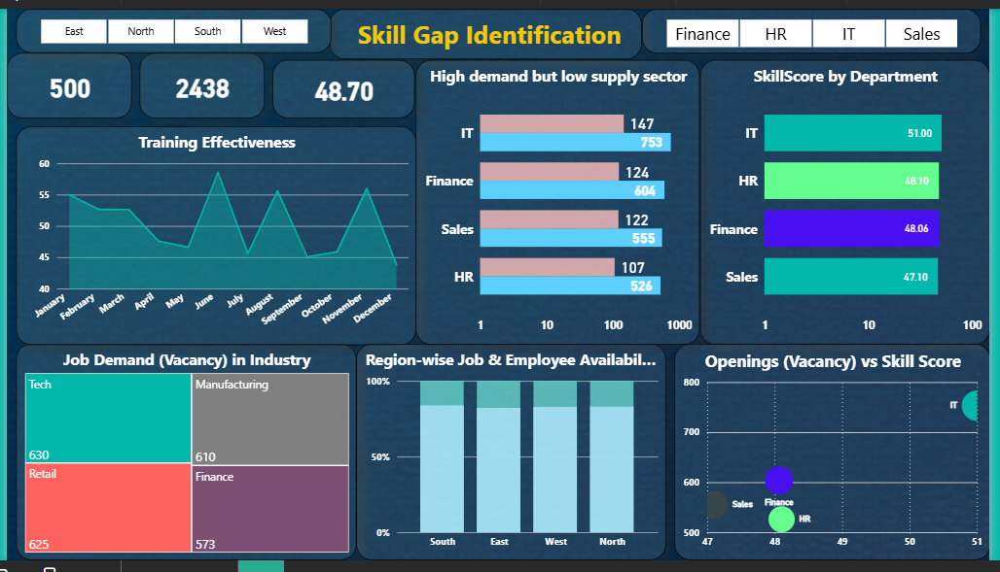 East North South West
Skill Gap Identification
Finance HR IT Sales
500
2438
48.70
Training Effectiveness
60
55
50
45
40
January February March April May June July August September October November December
High demand but low supply sector
IT 147
753
Finance 124
604
Sales 122
555
HR 107
526
1 10 100 1000
SkillScore by Department
IT 51.00
HR 48.10
Finance 48.06
Sales 47.10
1 10 100
Job Demand (Vacancy) in Industry
Tech
630
Manufacturing
610
Retail
625
Finance
573
Region-wise Job & Employee Availabil...
100%
50%
0%
South East West North
Openings (Vacancy) vs Skill Score
800
700
600
500
IT
Sales
Finance
HR
47 48 49 50 51